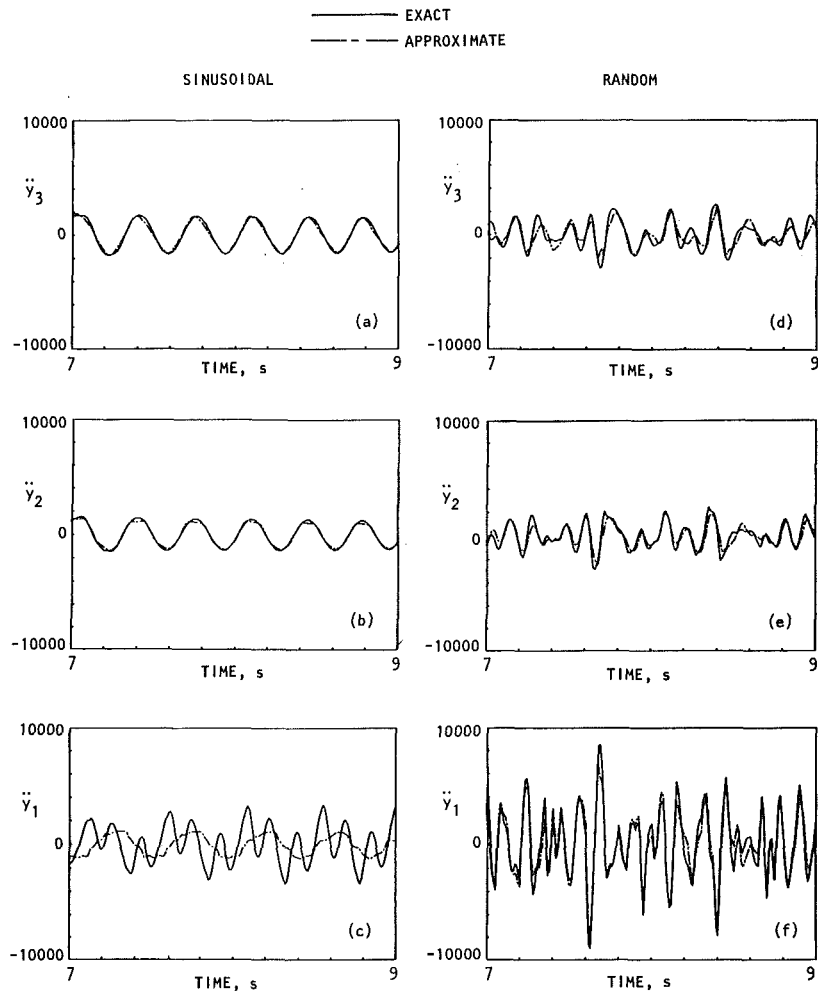 EXACT
APPROXIMATE
SINUSOIDAL
RANDOM
10000
ÿ3
0
-10000
(a)
7
TIME, s
9
10000
ÿ3
0
-10000
(d)
7
TIME, s
9
10000
ÿ2
0
-10000
(b)
7
TIME, s
9
10000
ÿ2
0
-10000
(e)
7
TIME, s
9
10000
ÿ1
0
-10000
(c)
7
TIME, s
9
10000
ÿ1
0
-10000
(f)
7
TIME, s
9